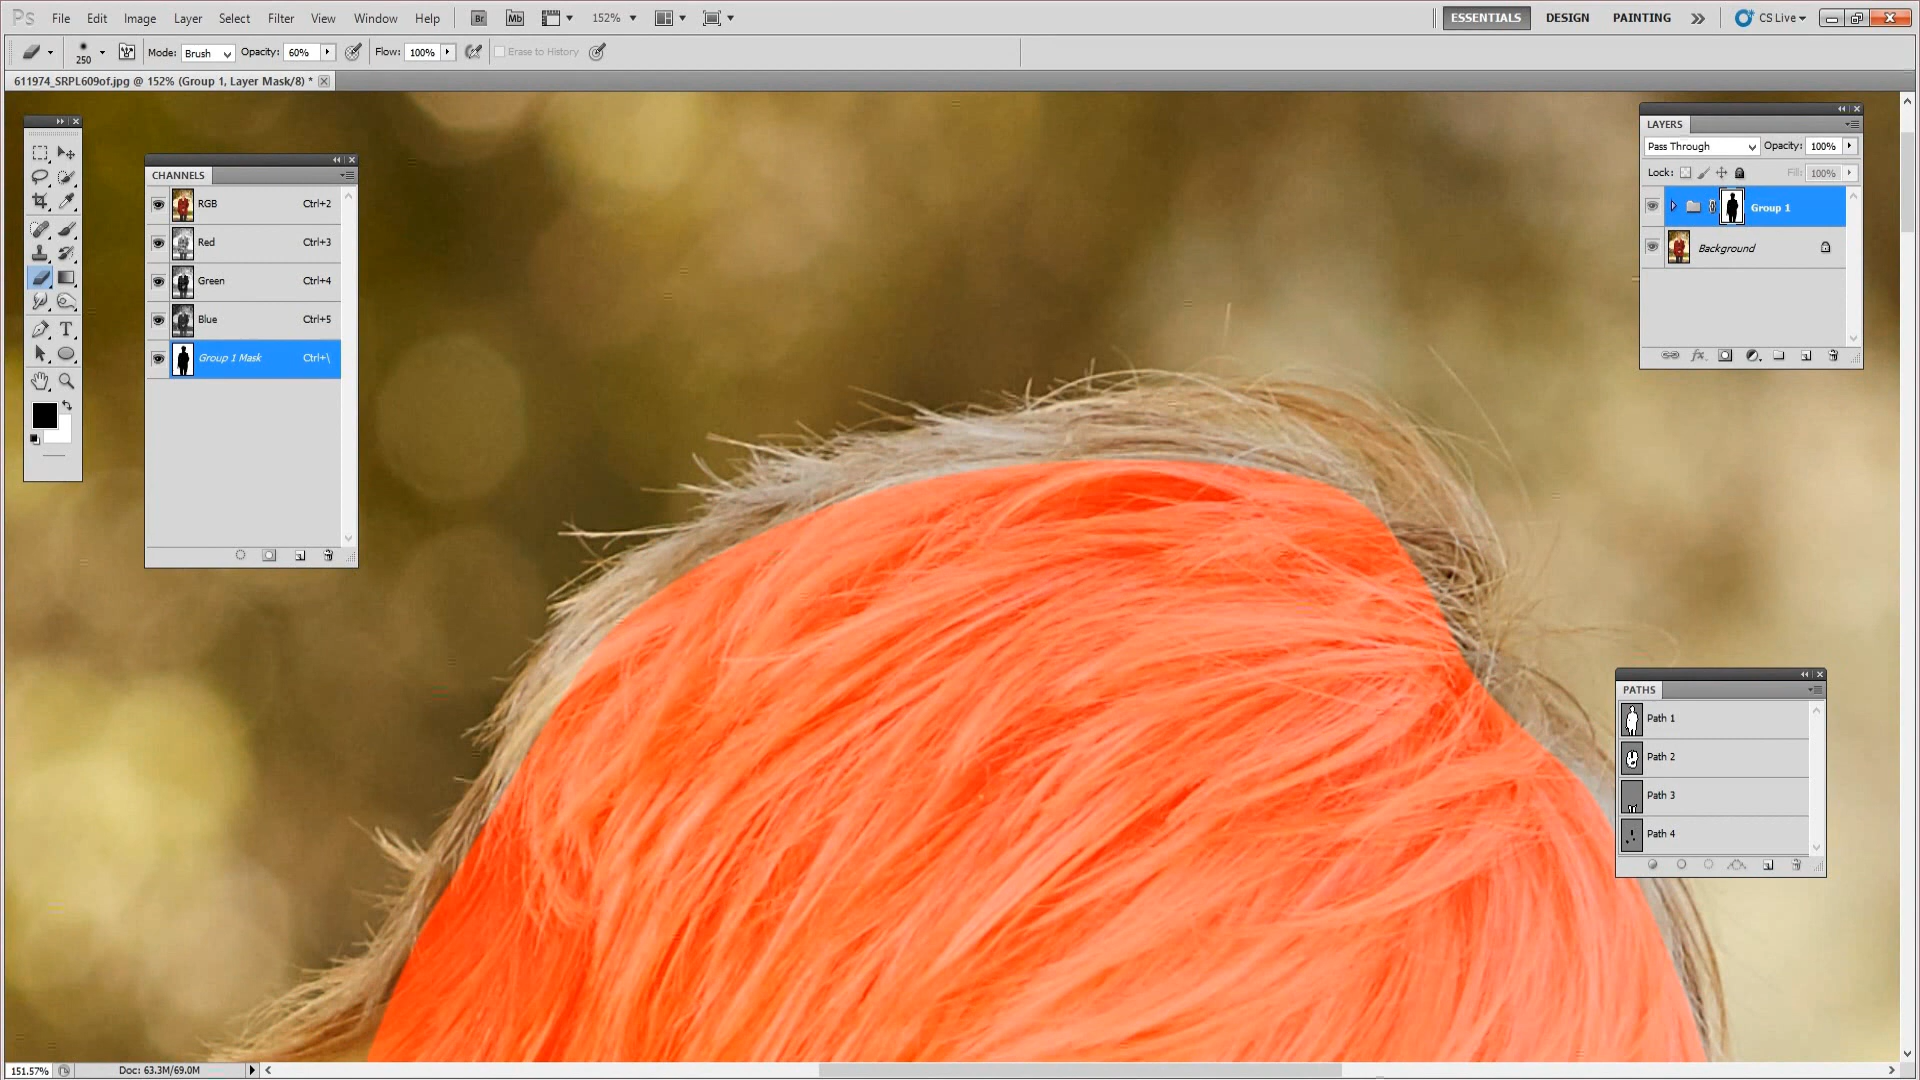 Ps File Edit Image Layer Select Filter View Window Help Br Mb 152% ESSENTIALS DESIGN PAINTING CS Live
250 Mode: Brush Opacity: 60% Flow: 100% Erase to History
611974_SRPL609of.jpg @ 152% (Group 1, Layer Mask/8) *
CHANNELS
RGB Ctrl+2
Red Ctrl+3
Green Ctrl+4
Blue Ctrl+5
Group 1 Mask Ctrl+\
LAYERS
Pass Through Opacity: 100%
Lock: Fill: 100%
Group 1
Background
PATHS
Path 1
Path 2
Path 3
Path 4
151.57% Doc: 63.3M/69.0M